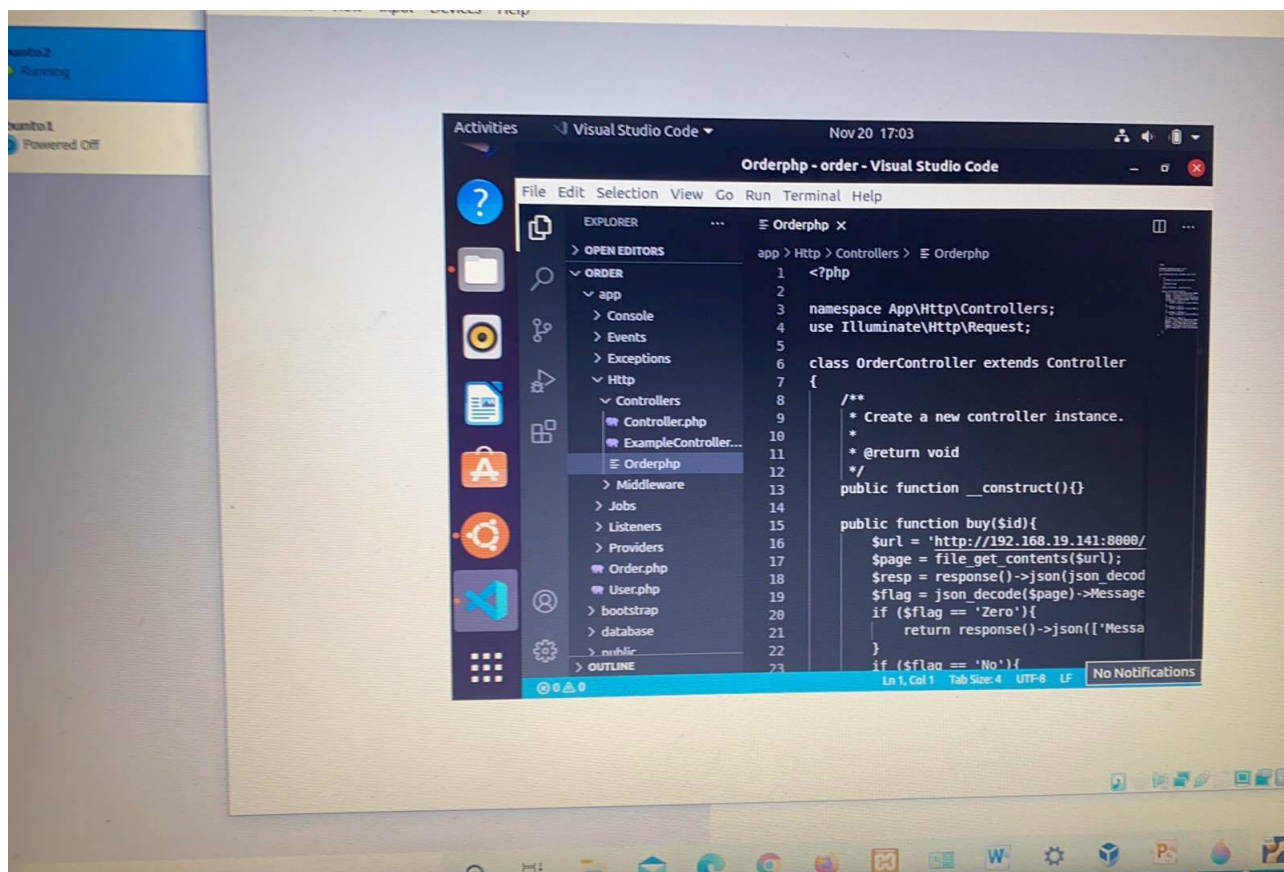 Running
Powered Off
Activities
Visual Studio Code
Nov 20 17:03
Orderphp - order - Visual Studio Code
File Edit Selection View Go Run Terminal Help
EXPLORER
OPEN EDITORS
ORDER
app
Console
Events
Exceptions
Http
Controllers
Controller.php
ExampleController...
Orderphp
Middleware
Jobs
Listeners
Providers
Order.php
User.php
bootstrap
database
public
OUTLINE
Orderphp
app > Http > Controllers > Orderphp
1 <?php
2
3 namespace App\Http\Controllers;
4 use Illuminate\Http\Request;
5
6 class OrderController extends Controller
7 {
8 /**
9 * Create a new controller instance.
10 *
11 * @return void
12 */
13 public function __construct(){}
14
15 public function buy($id){
16 $url = 'http://192.168.19.141:8000/
17 $page = file_get_contents($url);
18 $resp = response()->json(json_decod
19 $flag = json_decode($page)->Message
20 if ($flag == 'Zero'){
21 return response()->json(['Messa
22 }
23 if ($flag == 'No'){
0 0
Ln 1, Col 1 Tab Size: 4 UTF-8 LF
No Notifications